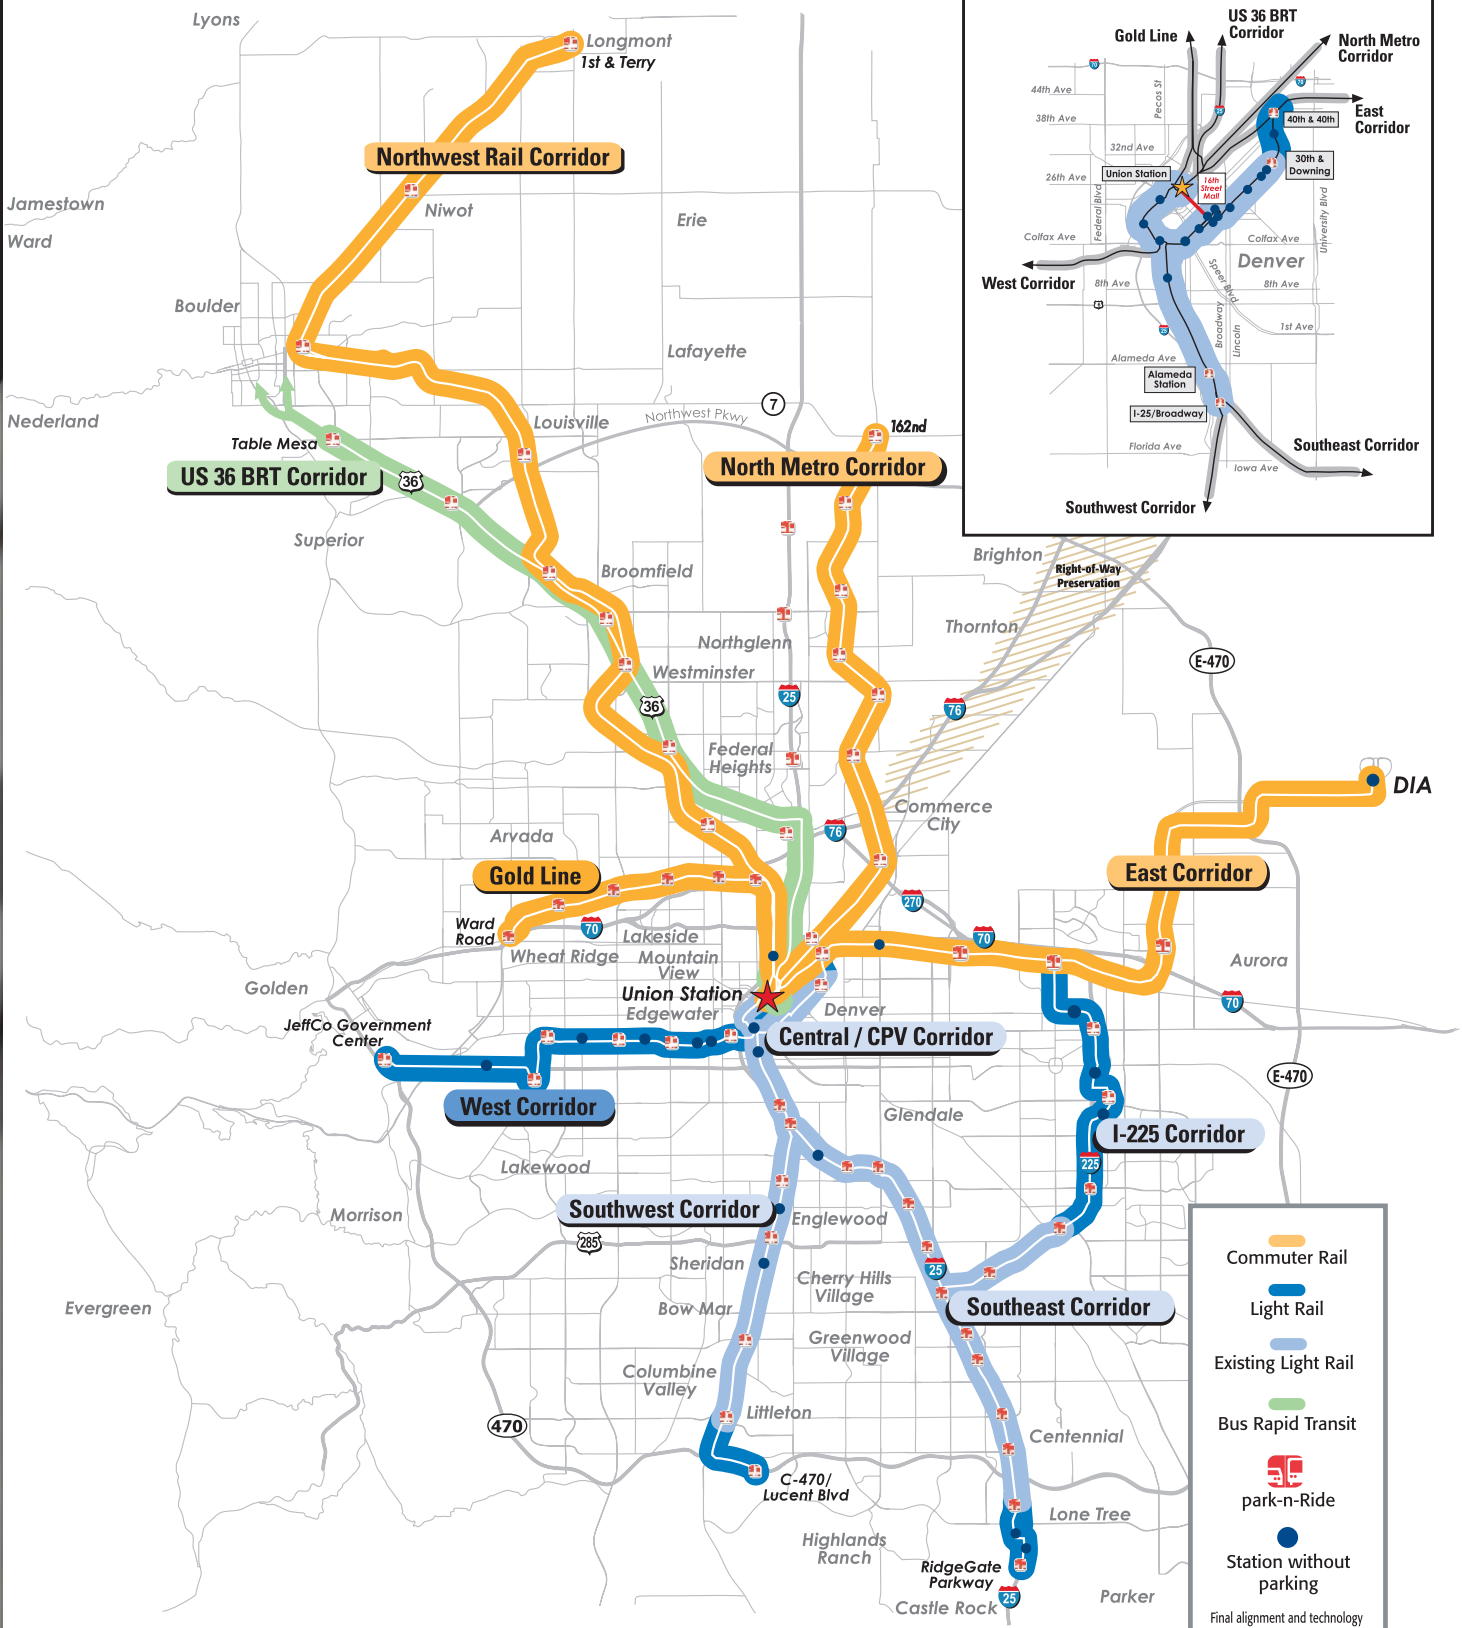 Lyons
Longmont
1st & Terry
Northwest Rail Corridor
Niwot
Jamestown
Ward
Erie
Boulder
Lafayette
Nederland
Louisville
Northwest Pkwy
7
162nd
Table Mesa
US 36 BRT Corridor
36
North Metro Corridor
Superior
Broomfield
Brighton
Right-of-Way
Preservation
Thornton
Northglenn
Westminster
E-470
36
25
76
Federal
Heights
DIA
Commerce
City
Arvada
76
Gold Line
East Corridor
270
Ward
Road
70
Lakeside
70
Wheat Ridge
Mountain
View
Aurora
Golden
Union Station
70
Edgewater
Denver
JeffCo Government
Center
Central / CPV Corridor
E-470
West Corridor
Glendale
I-225 Corridor
225
Lakewood
Southwest Corridor
Morrison
Englewood
285
Sheridan
25
Cherry Hills
Village
Evergreen
Bow Mar
Southeast Corridor
Greenwood
Village
Columbine
Valley
Littleton
470
Centennial
C-470/
Lucent Blvd
Lone Tree
Highlands
Ranch
RidgeGate
Parkway
25
Castle Rock
Parker
Gold Line
US 36 BRT
Corridor
North Metro
Corridor
70
70
44th Ave
Pecos St
25
East
Corridor
38th Ave
40th & 40th
32nd Ave
30th &
Downing
Union Station
26th Ave
16th
Street
Mall
Federal Blvd
University Blvd
Colfax Ave
Colfax Ave
Denver
West Corridor
8th Ave
Speer Blvd
8th Ave
6
25
Broadway
Lincoln
1st Ave
Alameda Ave
Alameda
Station
I-25/Broadway
Florida Ave
Southeast Corridor
Iowa Ave
Southwest Corridor
Commuter Rail
Light Rail
Existing Light Rail
Bus Rapid Transit
park-n-Ride
Station without
parking
Final alignment and technology